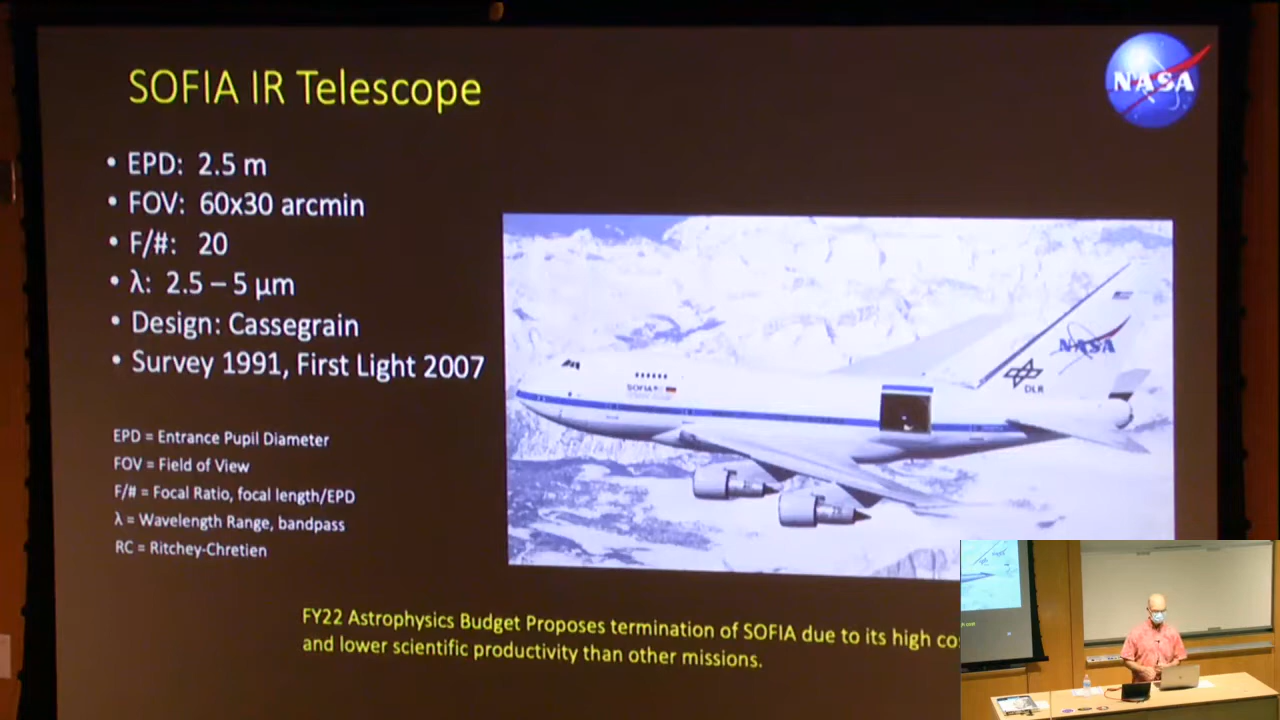 SOFIA IR Telescope
NASA
• EPD: 2.5 m
• FOV: 60x30 arcmin
• F/#: 20
• λ: 2.5 – 5 µm
• Design: Cassegrain
• Survey 1991, First Light 2007
NASA
DLR
SOFIA
EPD = Entrance Pupil Diameter
FOV = Field of View
F/# = Focal Ratio, focal length/EPD
λ = Wavelength Range, bandpass
RC = Ritchey-Chretien
FY22 Astrophysics Budget Proposes termination of SOFIA due to its high co
and lower scientific productivity than other missions.